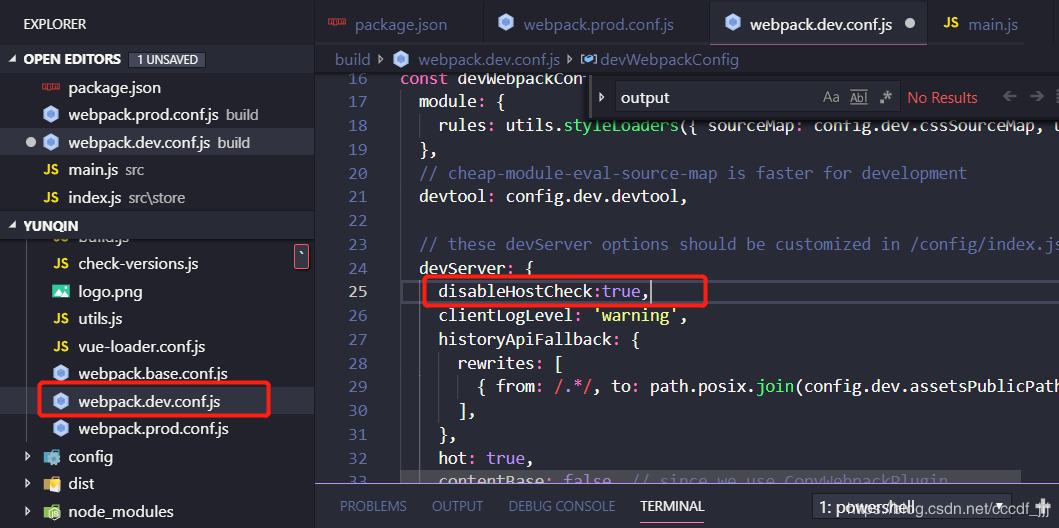 EXPLORER
OPEN EDITORS 1 UNSAVED
package.json
webpack.prod.conf.js build
webpack.dev.conf.js build
JS main.js src
JS index.js src\store
YUNQIN
JS build.js
JS check-versions.js
logo.png
JS utils.js
JS vue-loader.conf.js
webpack.base.conf.js
webpack.dev.conf.js
webpack.prod.conf.js
config
dist
node_modules
package.json webpack.prod.conf.js webpack.dev.conf.js JS main.js
build webpack.dev.conf.js devWebpackConfig
output Aa Abl .* No Results
16 const devWebpackConf
17 module: {
18 rules: utils.styleLoaders({ sourceMap: config.dev.cssSourceMap, u
19 },
20 // cheap-module-eval-source-map is faster for development
21 devtool: config.dev.devtool,
22
23 // these devServer options should be customized in /config/index.js
24 devServer: {
25 disableHostCheck:true,
26 clientLogLevel: 'warning',
27 historyApiFallback: {
28 rewrites: [
29 { from: /.*/, to: path.posix.join(config.dev.assetsPublicPath
30 ],
31 },
32 hot: true,
33 contentBase: false, // since we use CopyWebpackPlugin.
PROBLEMS OUTPUT DEBUG CONSOLE TERMINAL 1: powershell
https://blog.csdn.net/cccdf_jjj